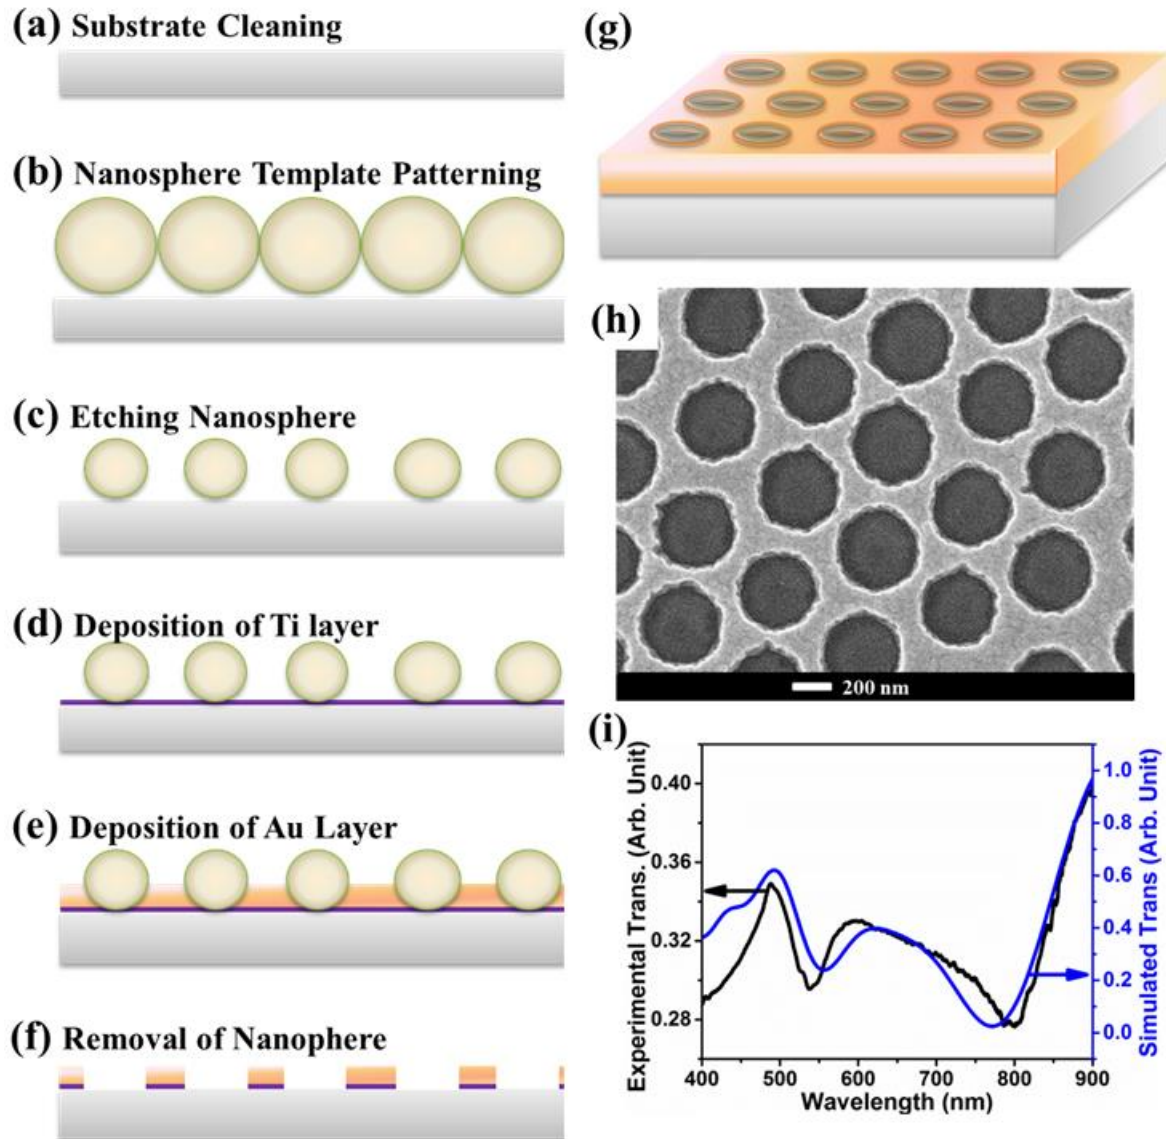 (a) Substrate Cleaning
(b) Nanosphere Template Patterning
(c) Etching Nanosphere
(d) Deposition of Ti layer
(e) Deposition of Au Layer
(f) Removal of Nanophere
(g)
(h)
200 nm
(i)
Experimental Trans. (Arb. Unit)
0.40
0.36
0.32
0.28
1.0
0.8
0.6
0.4
0.2
0.0
Simulated Trans (Arb. Unit)
400 500 600 700 800 900
Wavelength (nm)